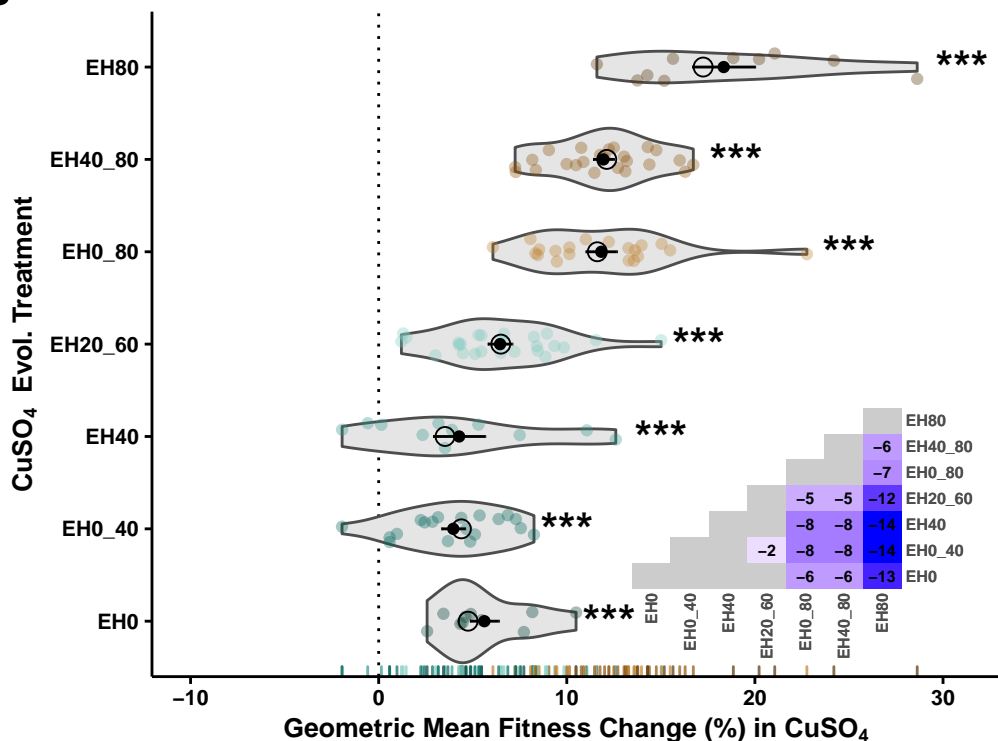 EH80
***
EH40_80
***
EH0_80
***
EH20_60
***
EH40
***
EH0_40
***
EH0
***
CuSO4 Evol. Treatment
EH80
−6 EH40_80
−7 EH0_80
−5 −5 −12 EH20_60
−8 −8 −14 EH40
−2 −8 −8 −14 EH0_40
−6 −6 −13 EH0
EH0 EH0_40 EH40 EH20_60 EH0_80 EH40_80 EH80
−10 0 10 20 30
Geometric Mean Fitness Change (%) in CuSO4